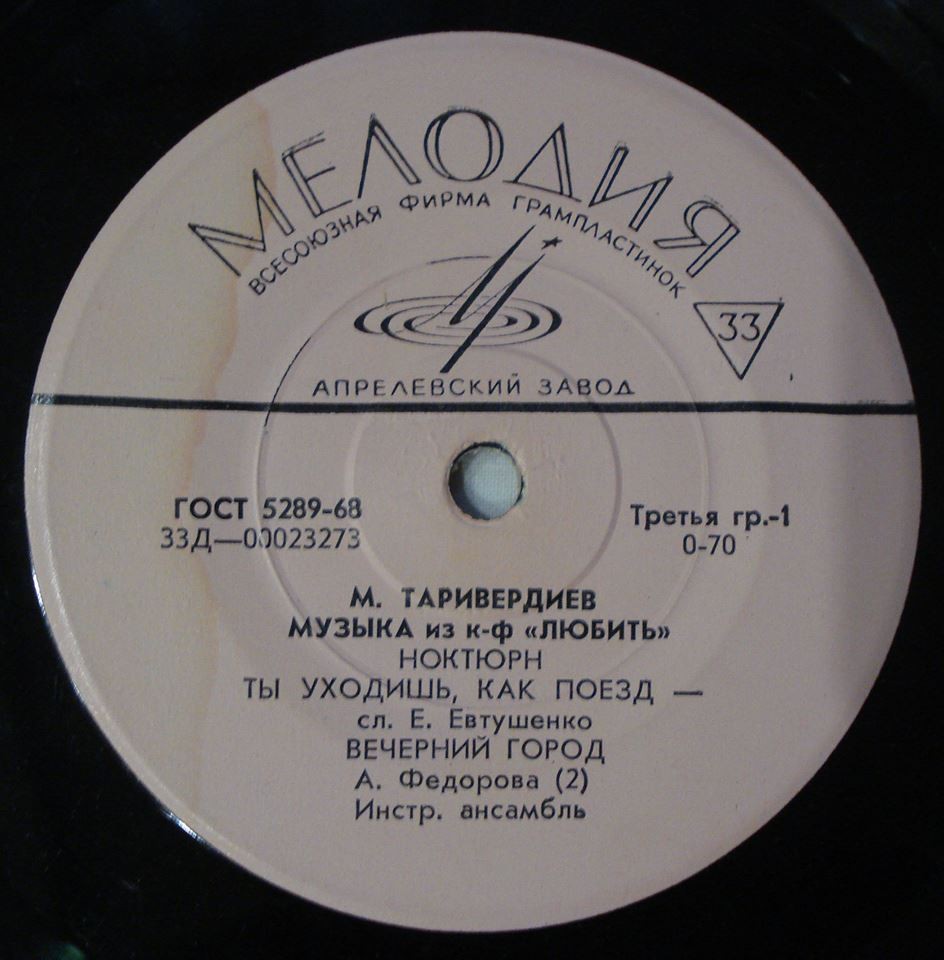 МЕЛОДИЯ
ВСЕСОЮЗНАЯ ФИРМА ГРАМПЛАСТИНОК
33
АПРЕЛЕВСКИЙ ЗАВОД
ГОСТ 5289-68
33Д—00023273
Третья гр.-1
0-70
М. ТАРИВЕРДИЕВ
МУЗЫКА из к-ф «ЛЮБИТЬ»
НОКТЮРН
ТЫ УХОДИШЬ, КАК ПОЕЗД —
сл. Е. Евтушенко
ВЕЧЕРНИЙ ГОРОД
А. Федорова (2)
Инстр. ансамбль